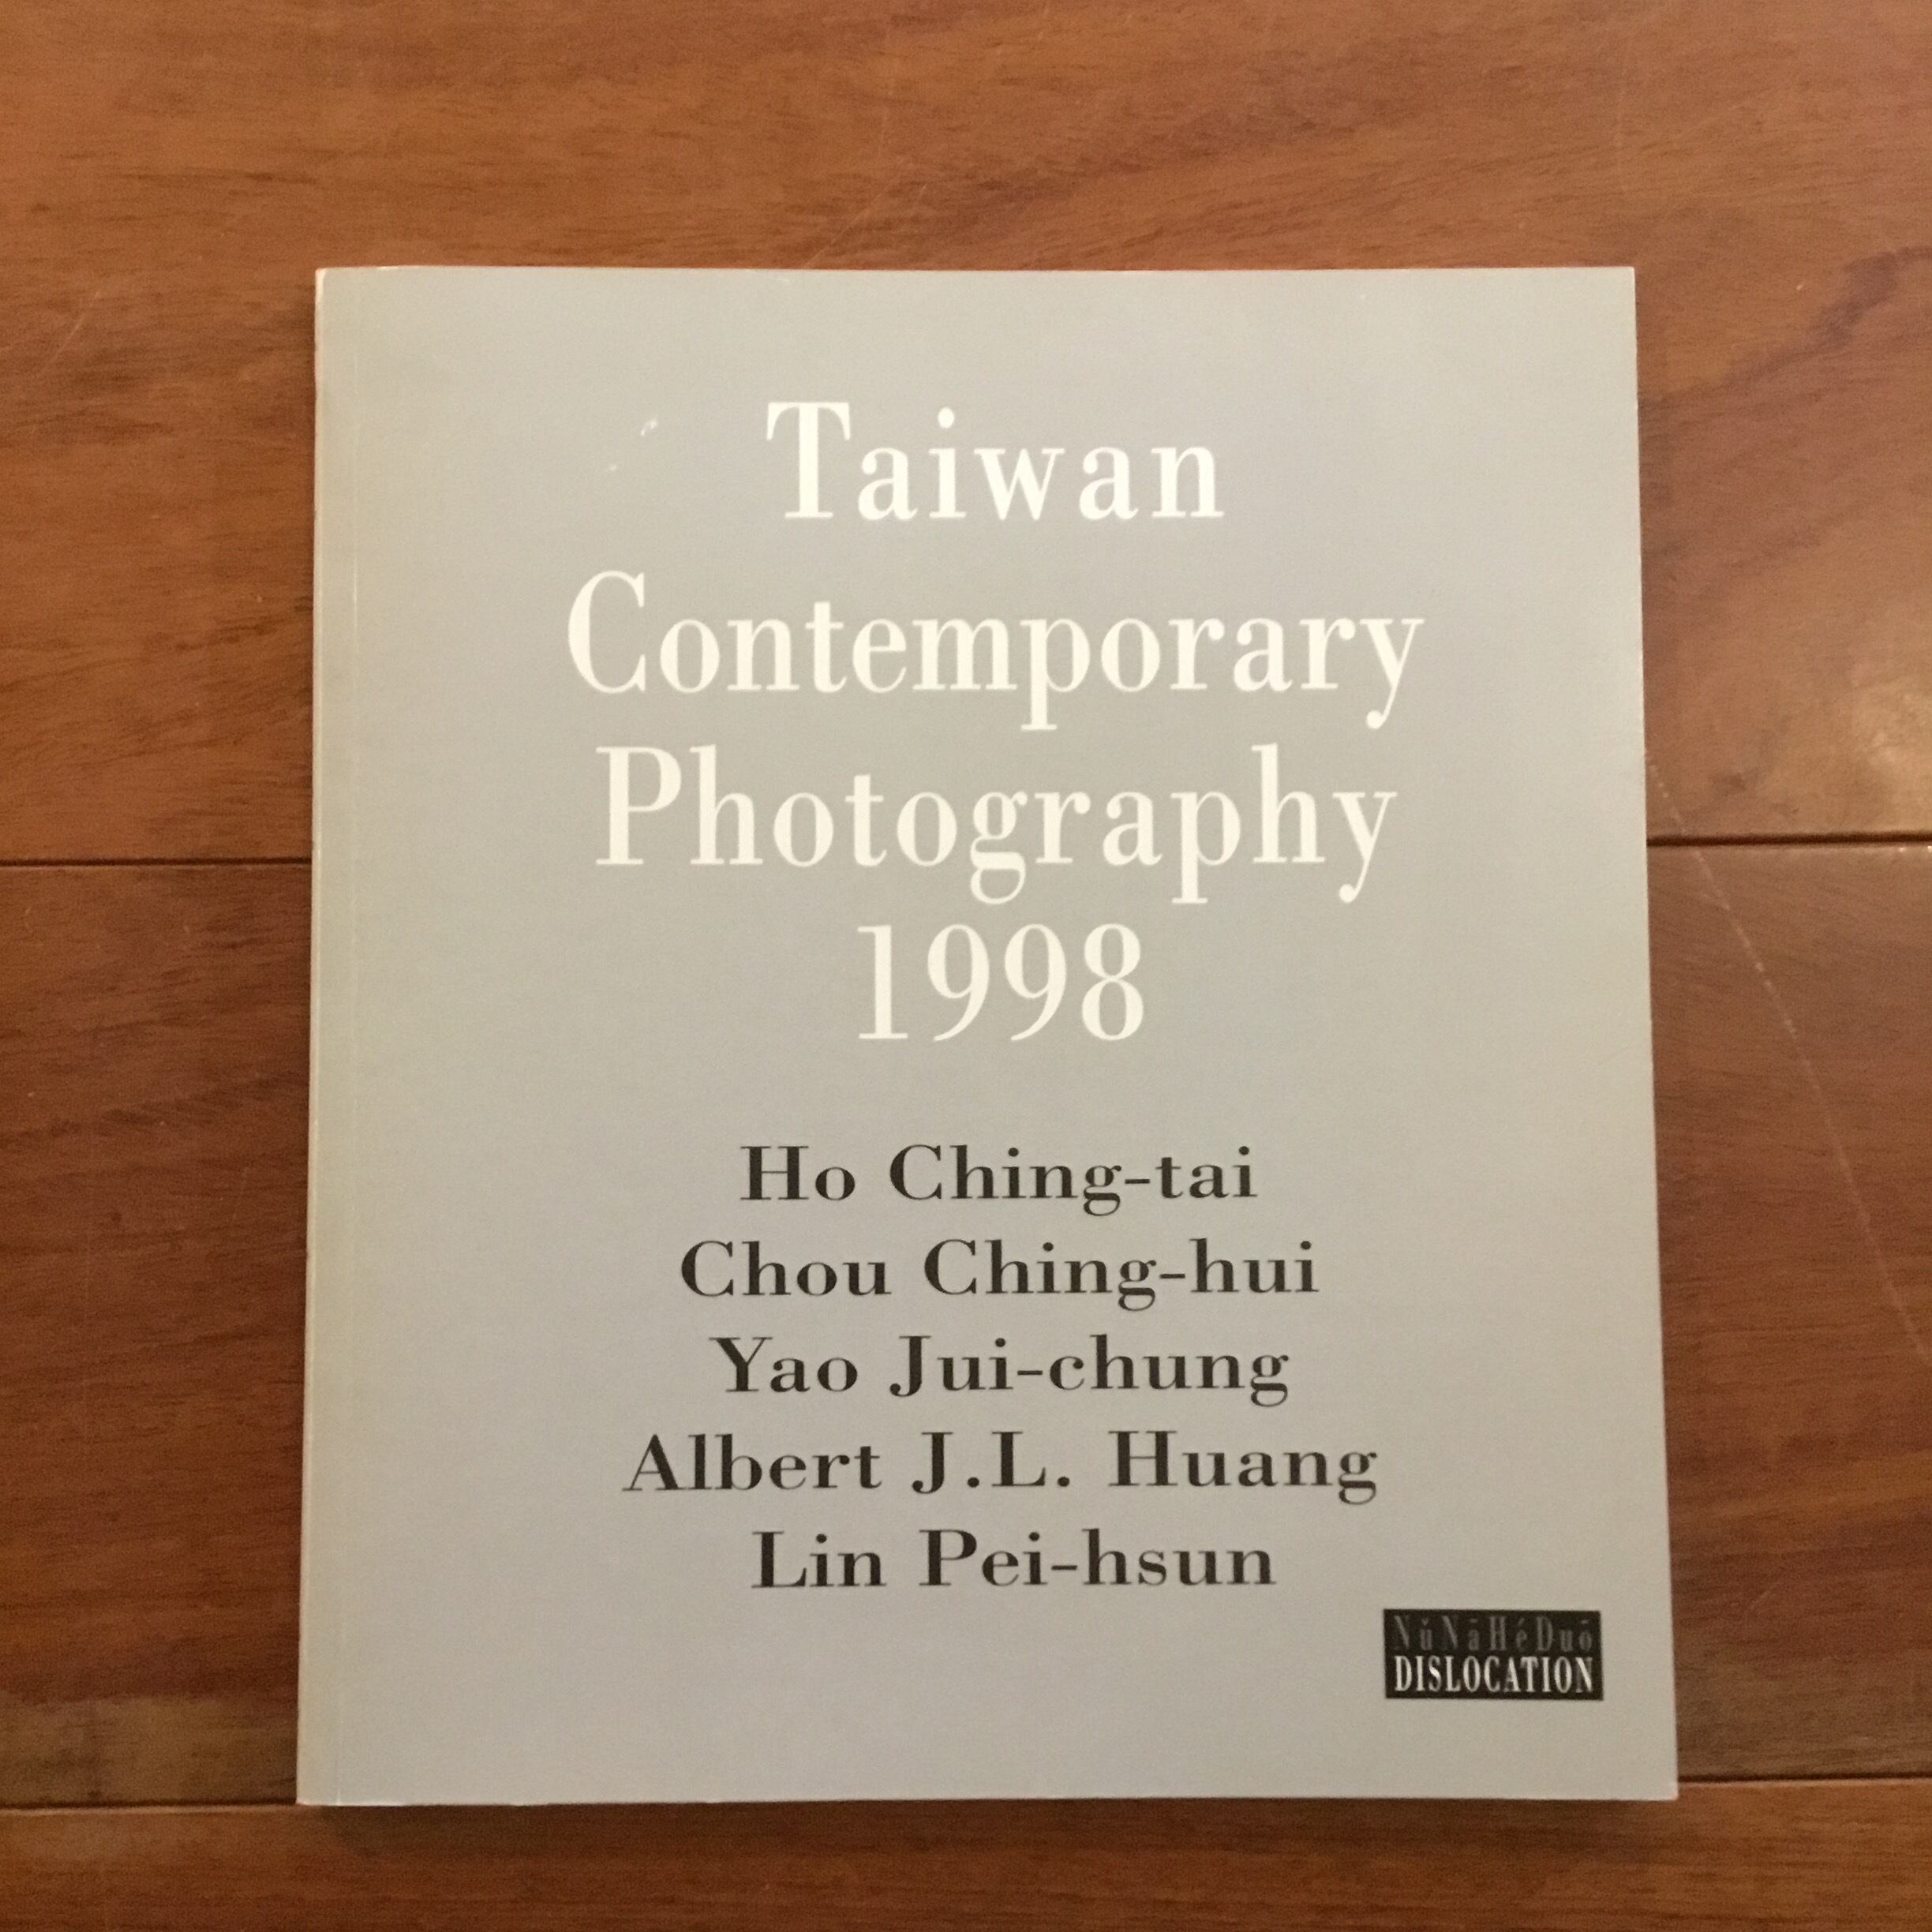 Taiwan
Contemporary
Photography
1998
Ho Ching-tai
Chou Ching-hui
Yao Jui-chung
Albert J.L. Huang
Lin Pei-hsun
NǔNāHéDuō
DISLOCATION